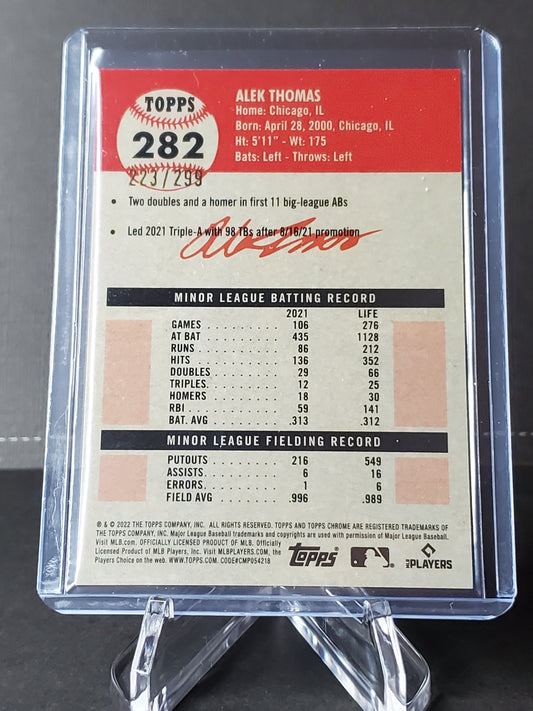 TOPPS
282
223/299
ALEK THOMAS
Home: Chicago, IL
Born: April 28, 2000, Chicago, IL
Ht: 5'11" - Wt: 175
Bats: Left - Throws: Left
• Two doubles and a homer in first 11 big-league ABs
• Led 2021 Triple-A with 98 TBs after 8/16/21 promotion
Alek Thomas
MINOR LEAGUE BATTING RECORD
2021 LIFE
GAMES . . . . . . . . . . 106 276
AT BAT . . . . . . . . . . 435 1128
RUNS . . . . . . . . . . 86 212
HITS . . . . . . . . . . 136 352
DOUBLES . . . . . . . . . 29 66
TRIPLES. . . . . . . . . . 12 25
HOMERS . . . . . . . . . 18 30
RBI . . . . . . . . . . 59 141
BAT. AVG . . . . . . . . . .313 .312
MINOR LEAGUE FIELDING RECORD
PUTOUTS . . . . . . . . . 216 549
ASSISTS. . . . . . . . . . 6 16
ERRORS. . . . . . . . . . 1 6
FIELD AVG . . . . . . . . .996 .989
® & © 2022 THE TOPPS COMPANY, INC. ALL RIGHTS RESERVED. TOPPS AND TOPPS CHROME ARE REGISTERED TRADEMARKS OF
THE TOPPS COMPANY, INC. Major League Baseball trademarks and copyrights are used with permission of Major League Baseball.
Visit MLB.com. OFFICIALLY LICENSED PRODUCT OF MLB. Officially
Licensed Product of MLB Players, Inc. Visit MLBPLAYERS.COM, the
Players Choice on the web. WWW.TOPPS.COM. CODE#CMP054218
Topps
MLB PLAYERS